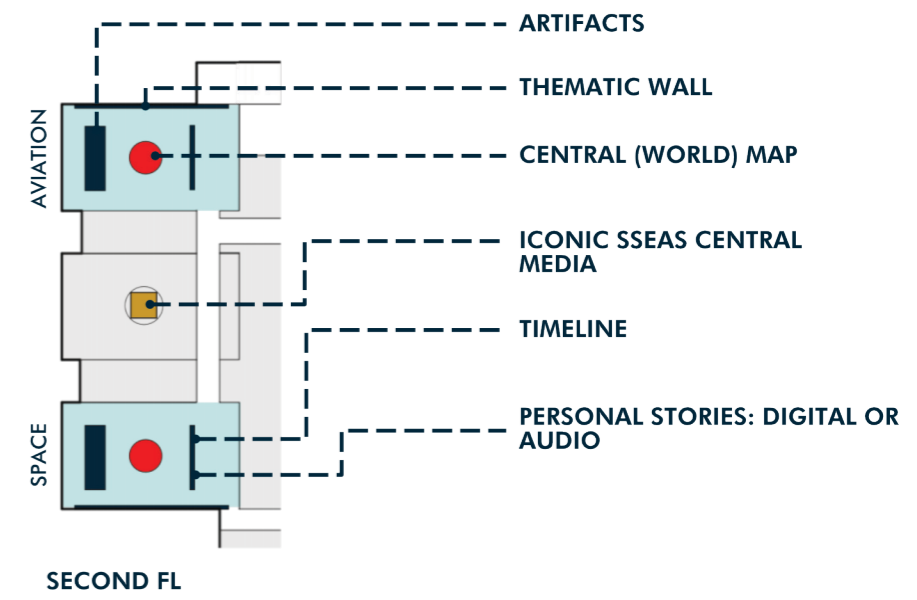 ARTIFACTS
THEMATIC WALL
AVIATION
CENTRAL (WORLD) MAP
ICONIC SSEAS CENTRAL
MEDIA
TIMELINE
SPACE
PERSONAL STORIES: DIGITAL OR
AUDIO
SECOND FL